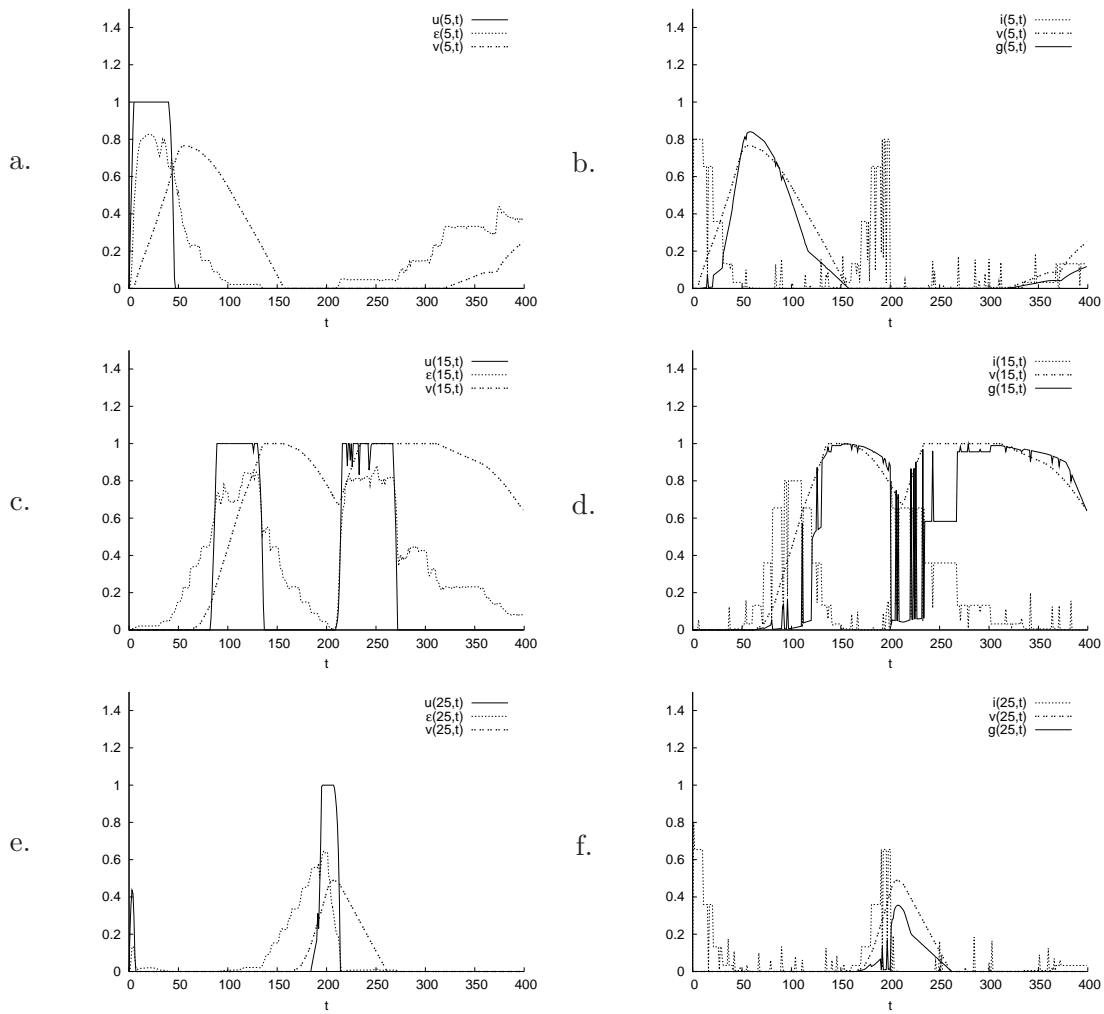 a.
u(5,t)
ε(5,t)
v(5,t)
1.4
1.2
1
0.8
0.6
0.4
0.2
0
0 50 100 150 200 250 300 350 400
t
b.
i(5,t)
v(5,t)
g(5,t)
1.4
1.2
1
0.8
0.6
0.4
0.2
0
0 50 100 150 200 250 300 350 400
t
c.
u(15,t)
ε(15,t)
v(15,t)
1.4
1.2
1
0.8
0.6
0.4
0.2
0
0 50 100 150 200 250 300 350 400
t
d.
i(15,t)
v(15,t)
g(15,t)
1.4
1.2
1
0.8
0.6
0.4
0.2
0
0 50 100 150 200 250 300 350 400
t
e.
u(25,t)
ε(25,t)
v(25,t)
1.4
1.2
1
0.8
0.6
0.4
0.2
0
0 50 100 150 200 250 300 350 400
t
f.
i(25,t)
v(25,t)
g(25,t)
1.4
1.2
1
0.8
0.6
0.4
0.2
0
0 50 100 150 200 250 300 350 400
t